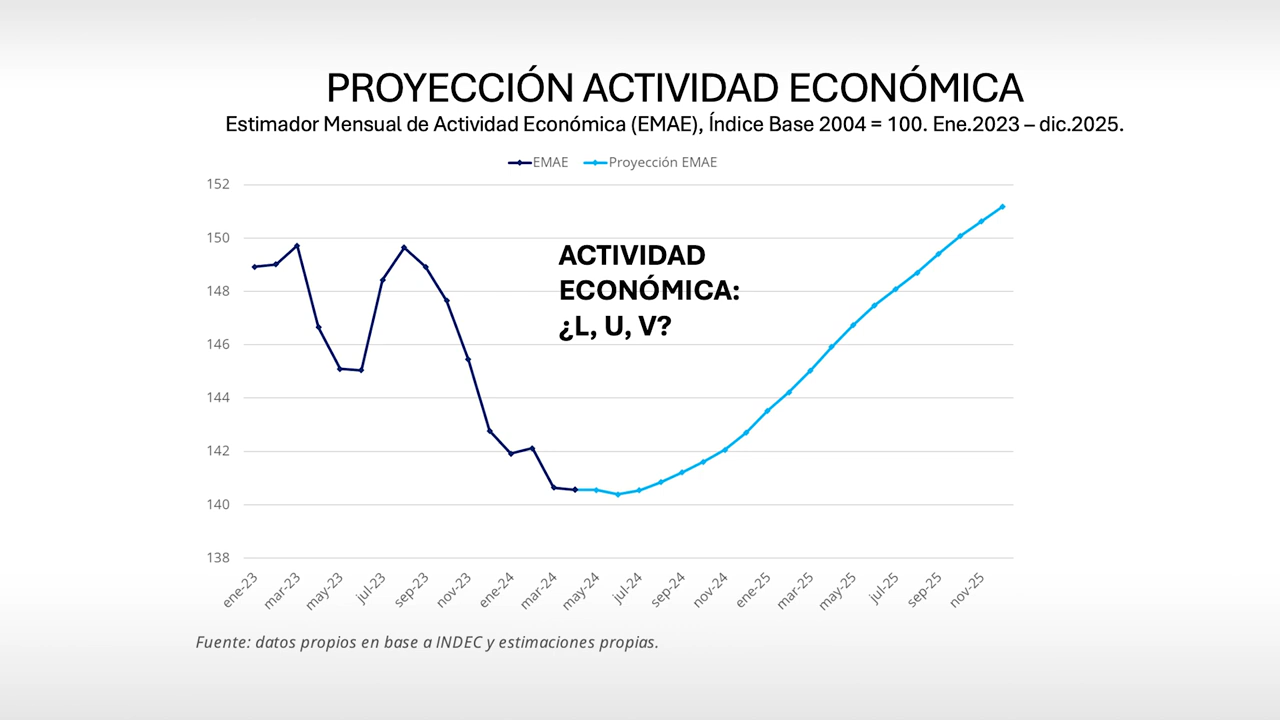 PROYECCIÓN ACTIVIDAD ECONÓMICA
Estimador Mensual de Actividad Económica (EMAE), Índice Base 2004 = 100. Ene.2023 – dic.2025.
EMAE
Proyección EMAE
152
150
148
146
144
142
140
138
ACTIVIDAD
ECONÓMICA:
¿L, U, V?
ene-23
mar-23
may-23
jul-23
sep-23
nov-23
ene-24
mar-24
may-24
jul-24
sep-24
nov-24
ene-25
mar-25
may-25
jul-25
sep-25
nov-25
Fuente: datos propios en base a INDEC y estimaciones propias.